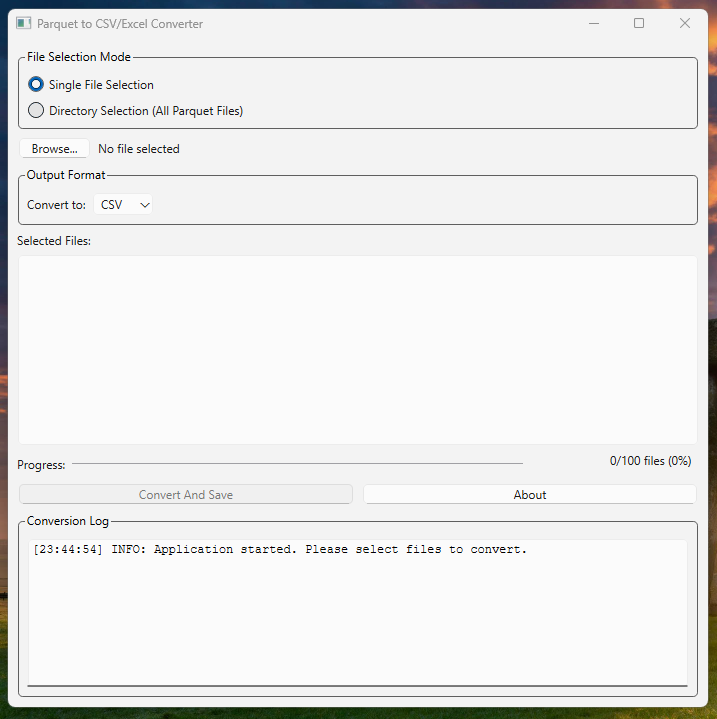 Parquet to CSV/Excel Converter
File Selection Mode
Single File Selection
Directory Selection (All Parquet Files)
Browse... No file selected
Output Format
Convert to: CSV
Selected Files:
Progress: 0/100 files (0%)
Convert And Save About
Conversion Log
[23:44:54] INFO: Application started. Please select files to convert.